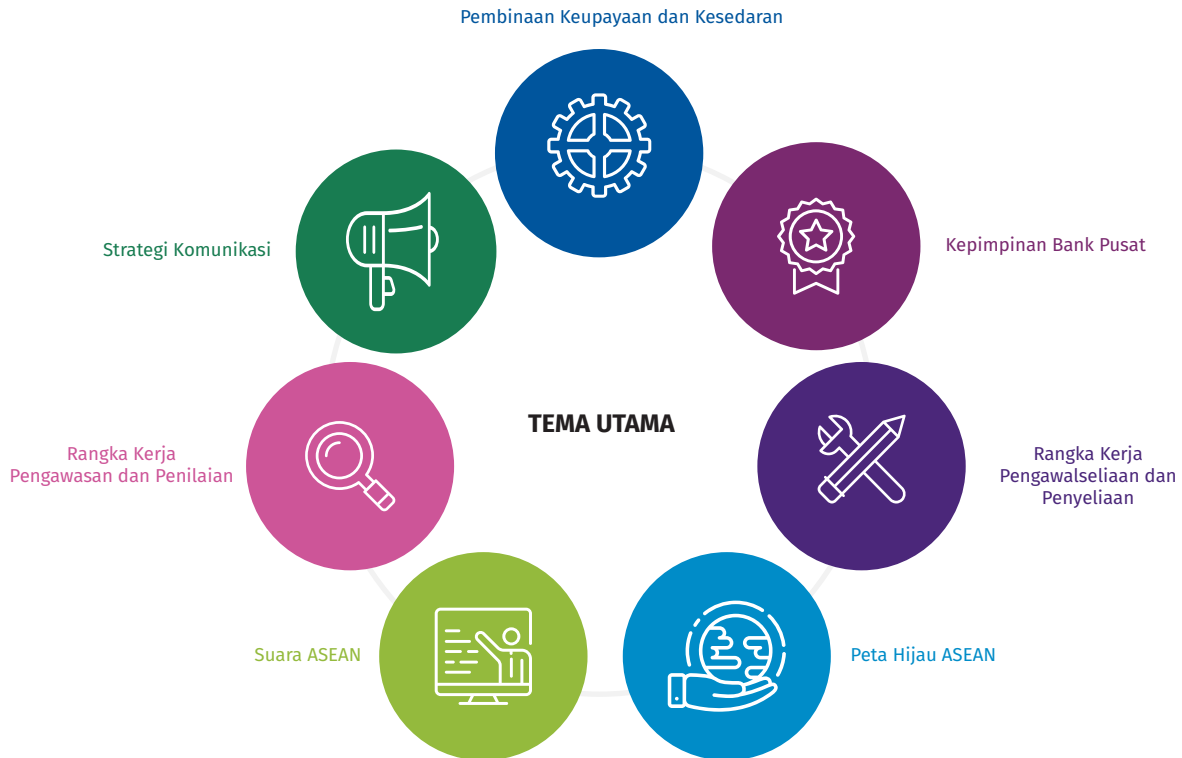 Pembinaan Keupayaan dan Kesedaran
Strategi Komunikasi
Kepimpinan Bank Pusat
TEMA UTAMA
Rangka Kerja
Pengawasan dan Penilaian
Rangka Kerja
Pengawalseliaan dan
Penyeliaan
Suara ASEAN
Peta Hijau ASEAN